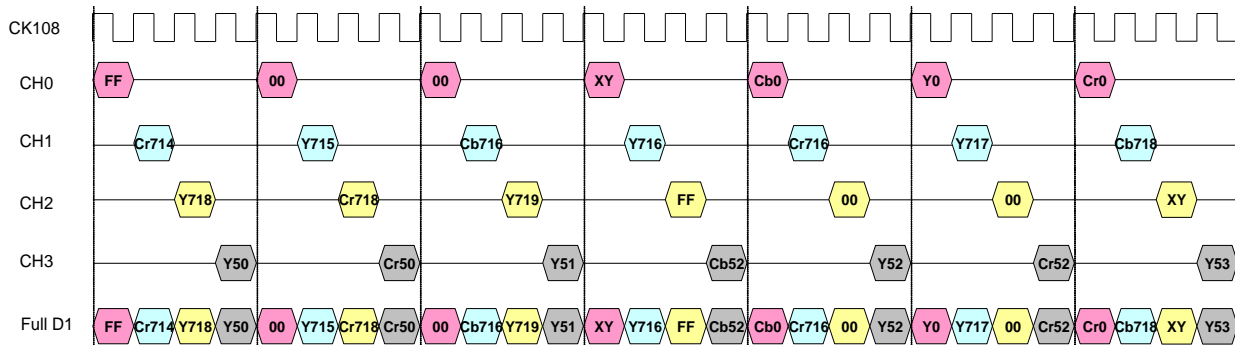 CK108
CH0 FF 00 00 XY Cb0 Y0 Cr0
CH1 Cr714 Y715 Cb716 Y716 Cr716 Y717 Cb718
CH2 Y718 Cr718 Y719 FF 00 00 XY
CH3 Y50 Cr50 Y51 Cb52 Y52 Cr52 Y53
Full D1 FF Cr714 Y718 Y50 00 Y715 Cr718 Cr50 00 Cb716 Y719 Y51 XY Y716 FF Cb52 Cb0 Cr716 00 Y52 Y0 Y717 00 Cr52 Cr0 Cb718 XY Y53